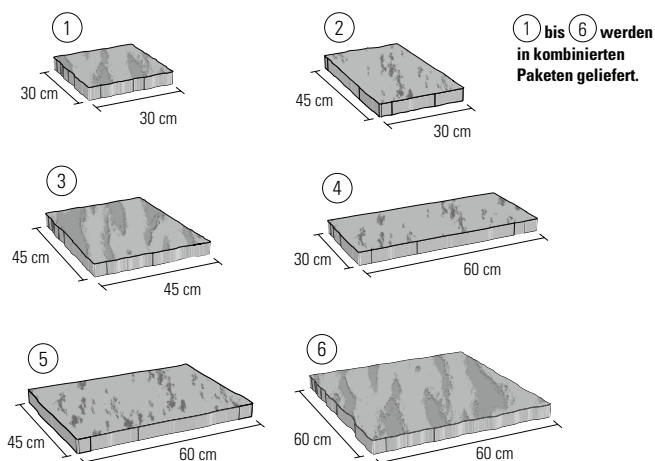 1
30 cm
30 cm
2
45 cm
30 cm
1 bis 6 werden
in kombinierten
Paketen geliefert.
3
45 cm
45 cm
4
30 cm
60 cm
5
45 cm
60 cm
6
60 cm
60 cm